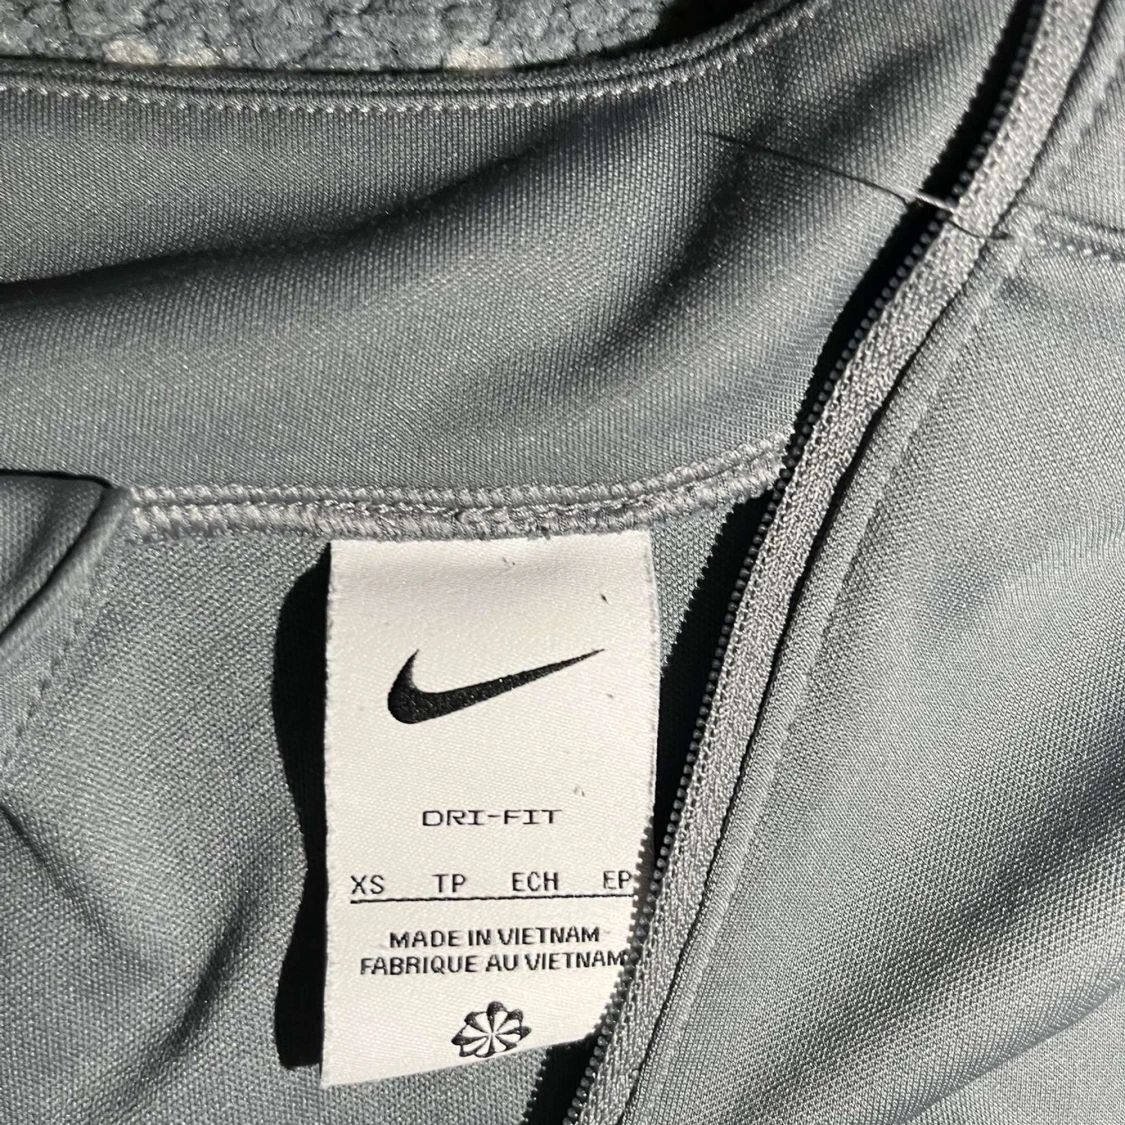 DRI-FIT
XS TP ECH EP
MADE IN VIETNAM
FABRIQUE AU VIETNAM